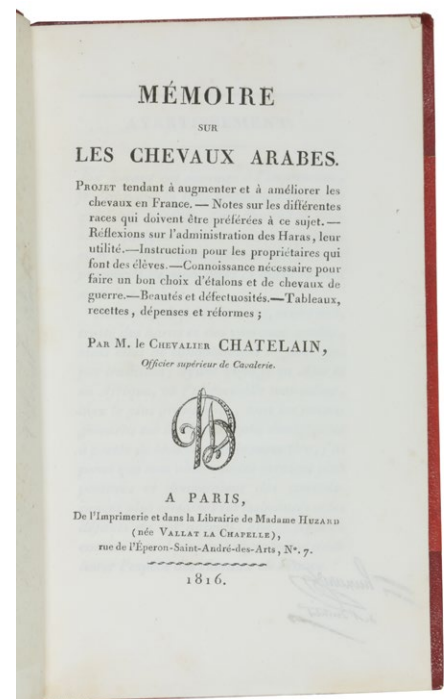 MÉMOIRE
SUR
LES CHEVAUX ARABES.
PROJET tendant à augmenter et à améliorer les
chevaux en France. — Notes sur les différentes
races qui doivent être préférées à ce sujet. —
Réflexions sur l'administration des Haras, leur
utilité. — Instruction pour les propriétaires qui
font des élèves. — Connoissance nécessaire pour
faire un bon choix d'étalons et de chevaux de
guerre. — Beautés et défectuosités. — Tableaux,
recettes, dépenses et réformes ;
PAR M. le CHEVALIER CHATELAIN,
Officier supérieur de Cavalerie.
A PARIS,
De l'Imprimerie et dans la Librairie de Madame HUZARD
(née VALLAT LA CHAPELLE),
rue de l'Éperon-Saint-André-des-Arts, N°. 7.
1816.